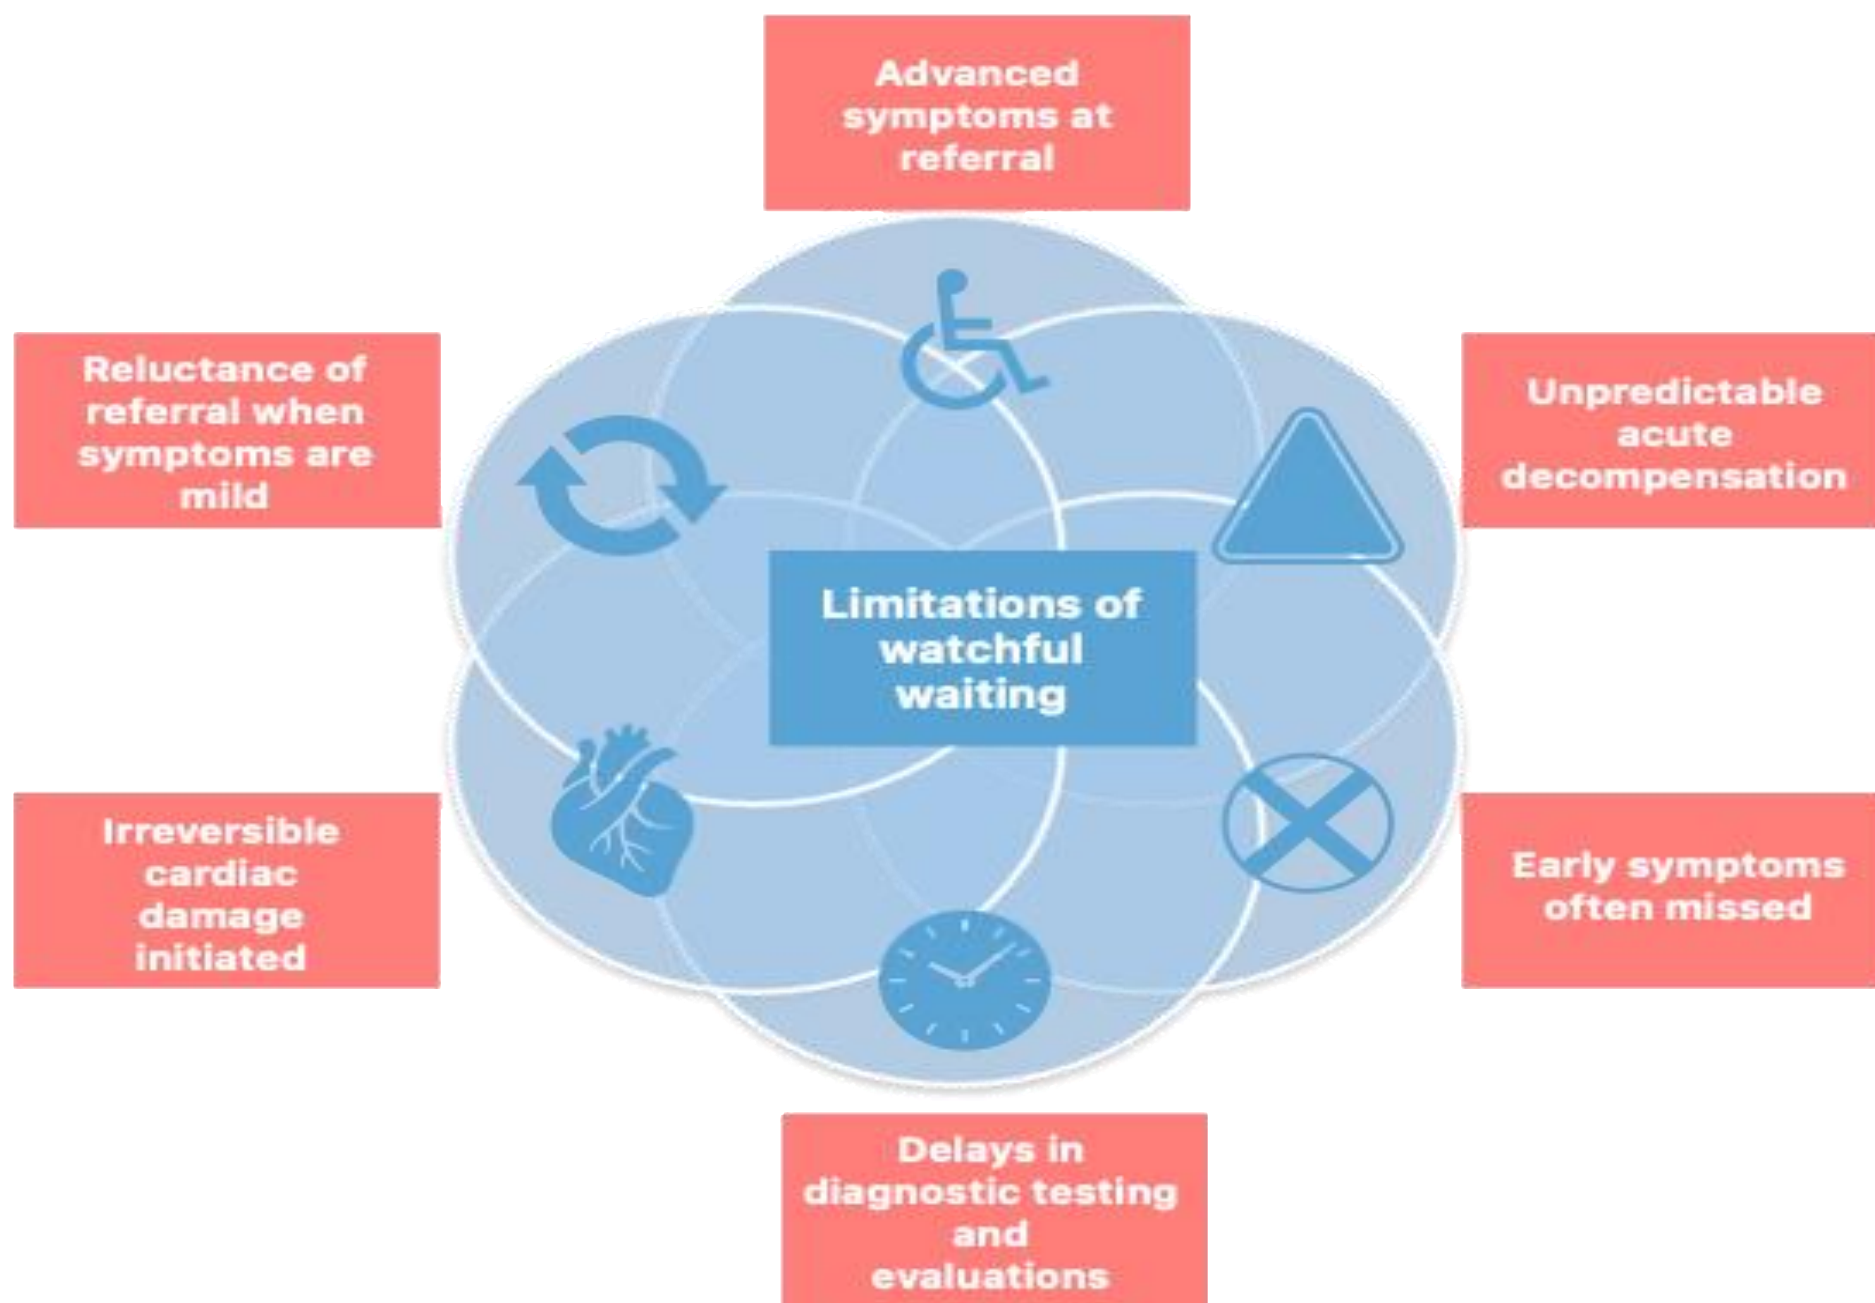 Advanced
symptoms at
referral
Reluctance of
referral when
symptoms are
mild
Unpredictable
acute
decompensation
Limitations of
watchful
waiting
Irreversible
cardiac
damage
initiated
Early symptoms
often missed
Delays in
diagnostic testing
and
evaluations